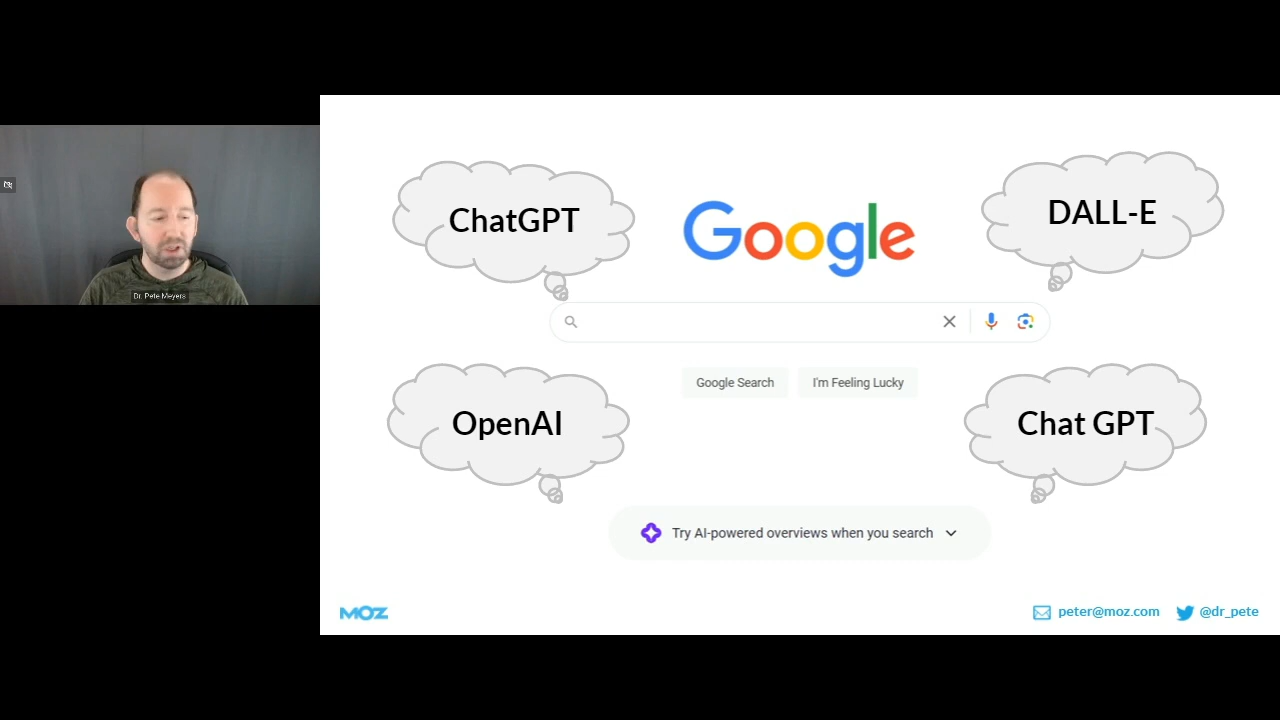 Dr. Pete Meyers
ChatGPT
Google
DALL-E
Google Search
I'm Feeling Lucky
OpenAI
Chat GPT
Try AI-powered overviews when you search
MOZ
peter@moz.com
@dr_pete